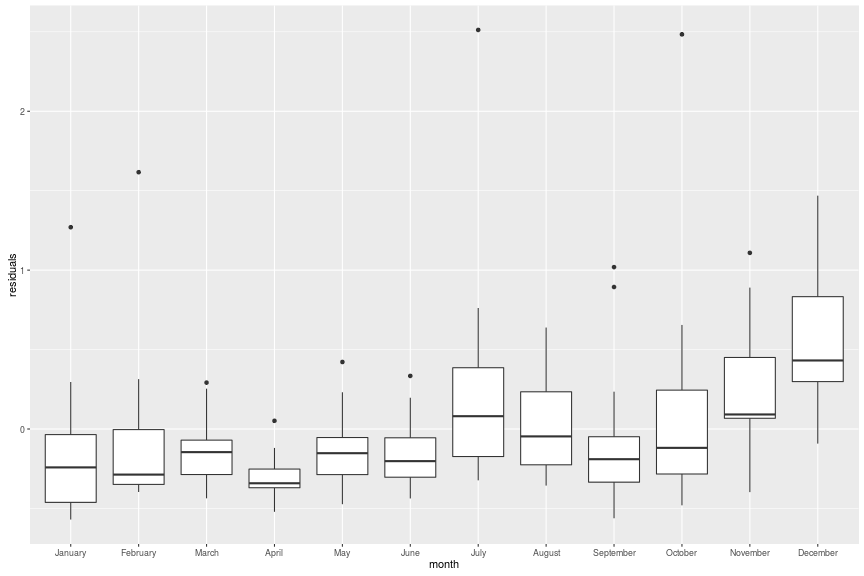 residuals
2
1
0
January February March April May June July August September October November December
month